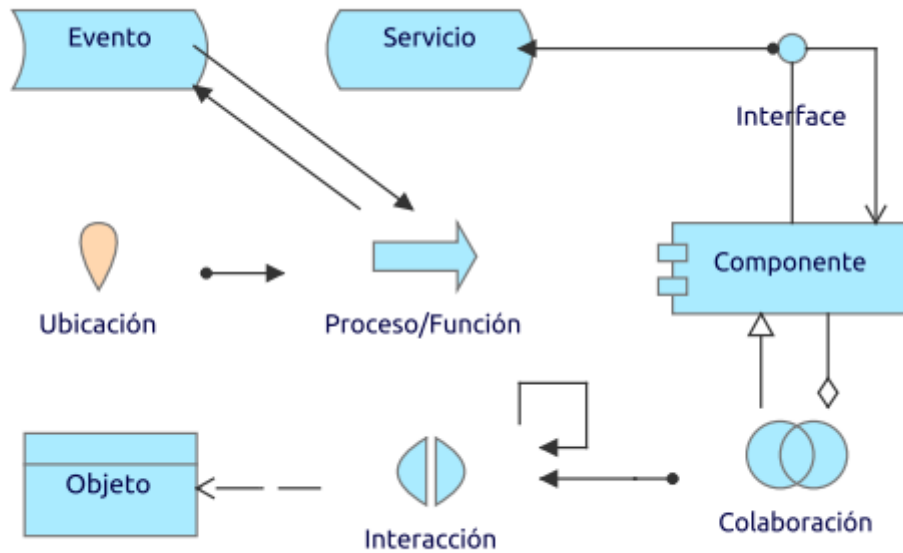 Evento
Servicio
Interface
Componente
Ubicación
Proceso/Función
Objeto
Interacción
Colaboración